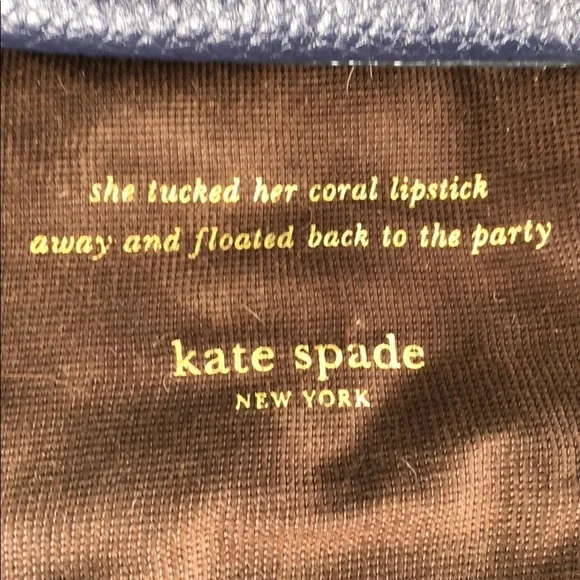 she tucked her coral lipstick
away and floated back to the party
kate spade
NEW YORK